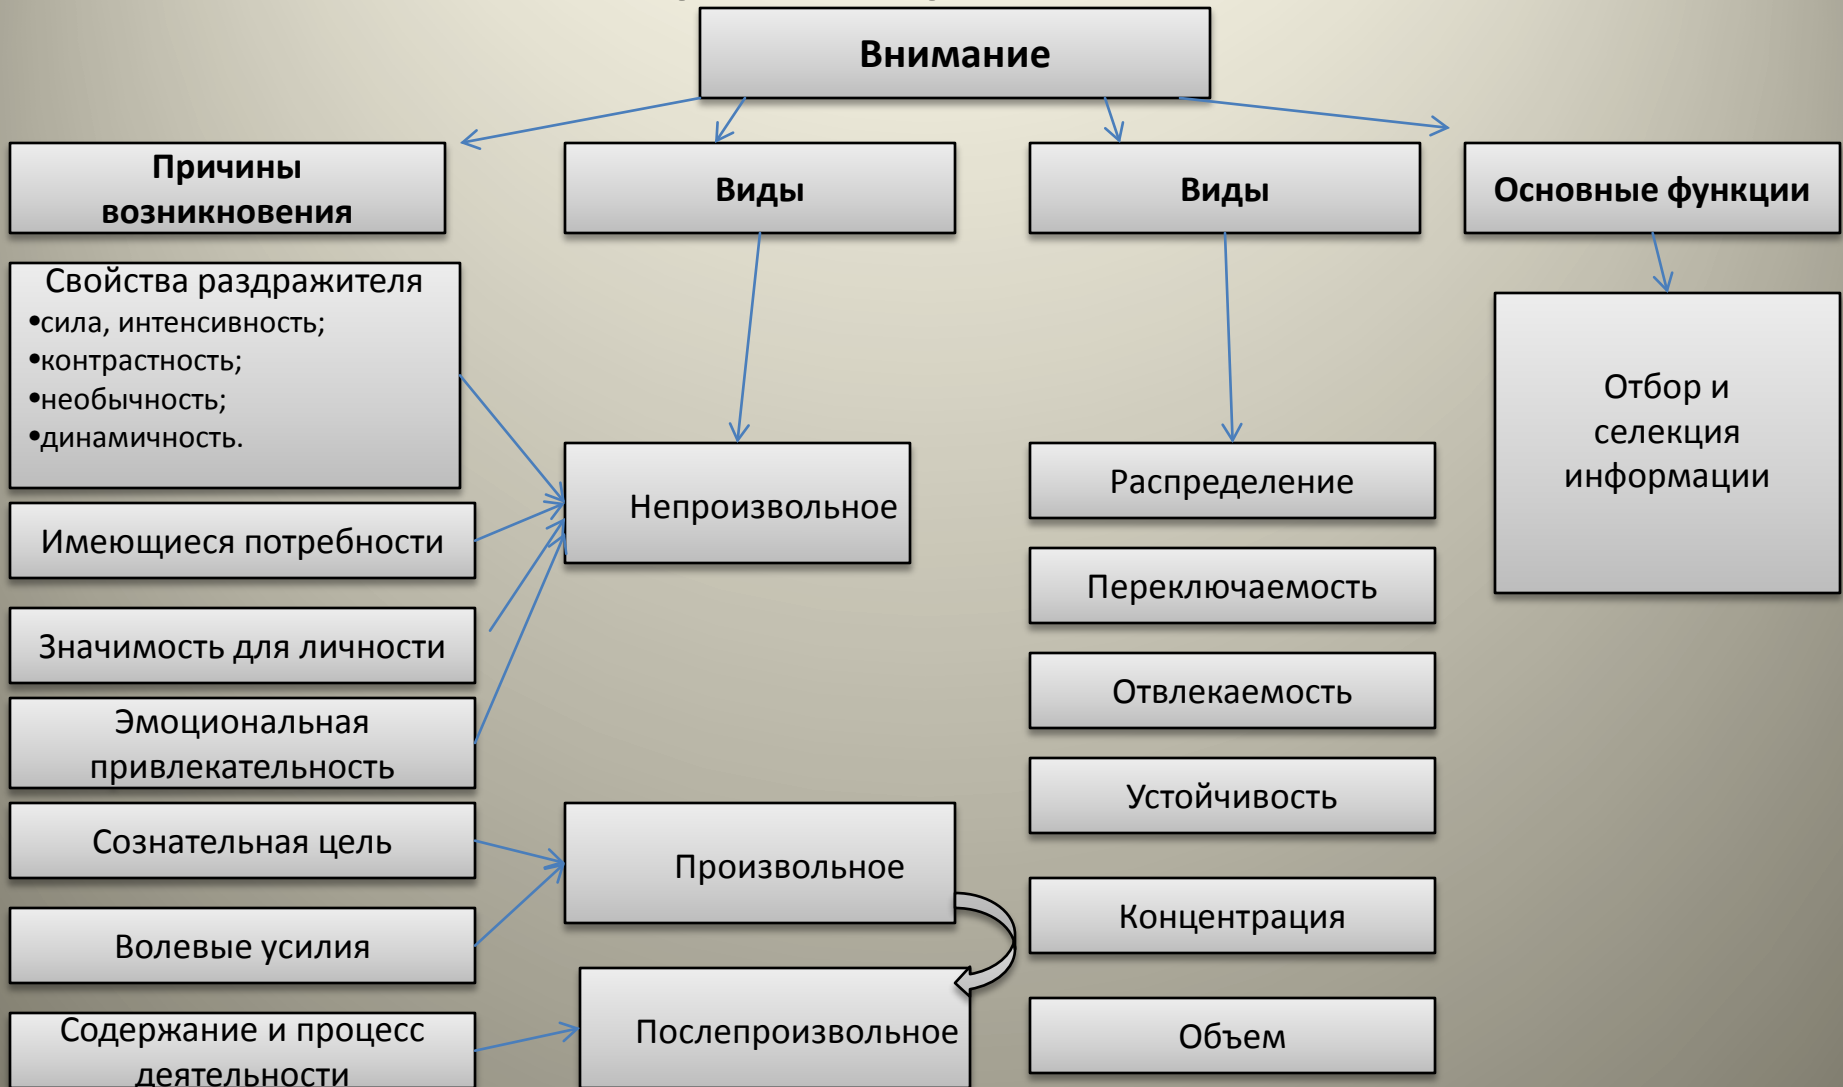 Внимание
Причины
возникновения
Виды
Виды
Основные функции
Свойства раздражителя
•сила, интенсивность;
•контрастность;
•необычность;
•динамичность.
Имеющиеся потребности
Значимость для личности
Эмоциональная
привлекательность
Сознательная цель
Волевые усилия
Содержание и процесс
деятельности
Непроизвольное
Произвольное
Послепроизвольное
Распределение
Переключаемость
Отвлекаемость
Устойчивость
Концентрация
Объем
Отбор и
селекция
информации